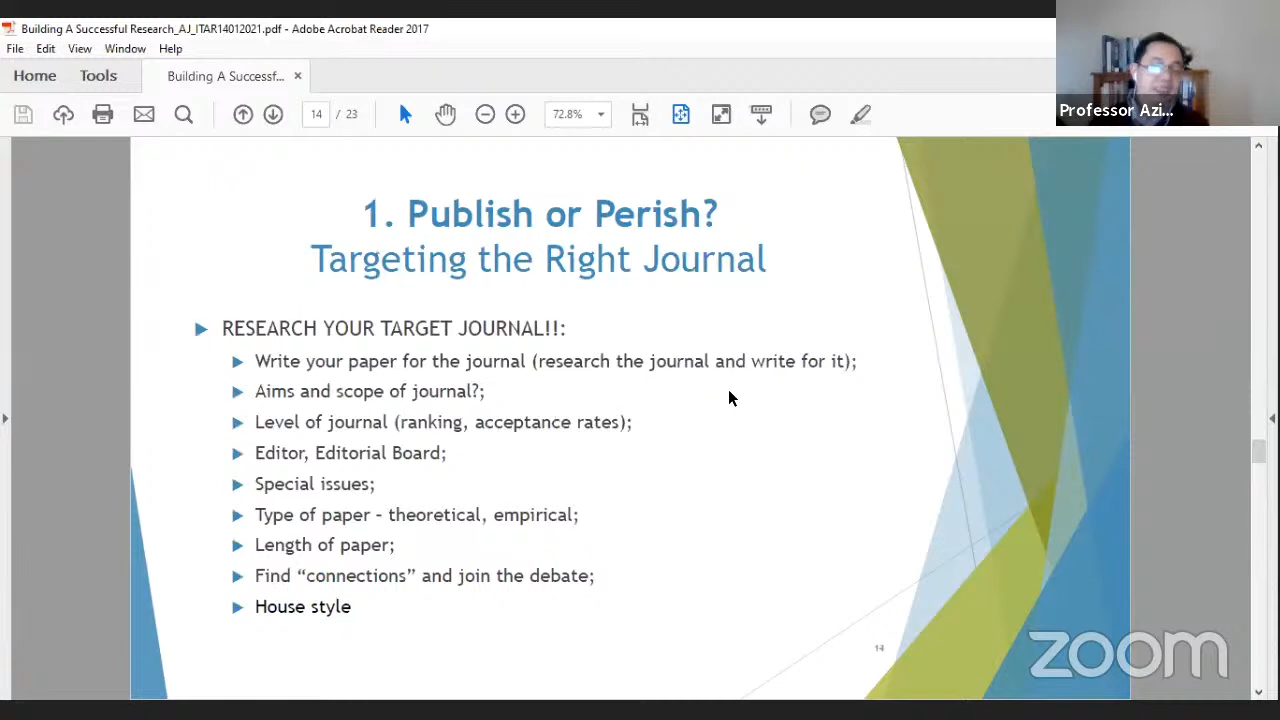 Building A Successful Research_AJ_ITAR14012021.pdf - Adobe Acrobat Reader 2017
File Edit View Window Help
Home Tools Building A Successf... ×
14 / 23 72.8%
Professor Azi...
1. Publish or Perish?
Targeting the Right Journal
RESEARCH YOUR TARGET JOURNAL!!:
Write your paper for the journal (research the journal and write for it);
Aims and scope of journal?;
Level of journal (ranking, acceptance rates);
Editor, Editorial Board;
Special issues;
Type of paper – theoretical, empirical;
Length of paper;
Find “connections” and join the debate;
House style
14
zoom